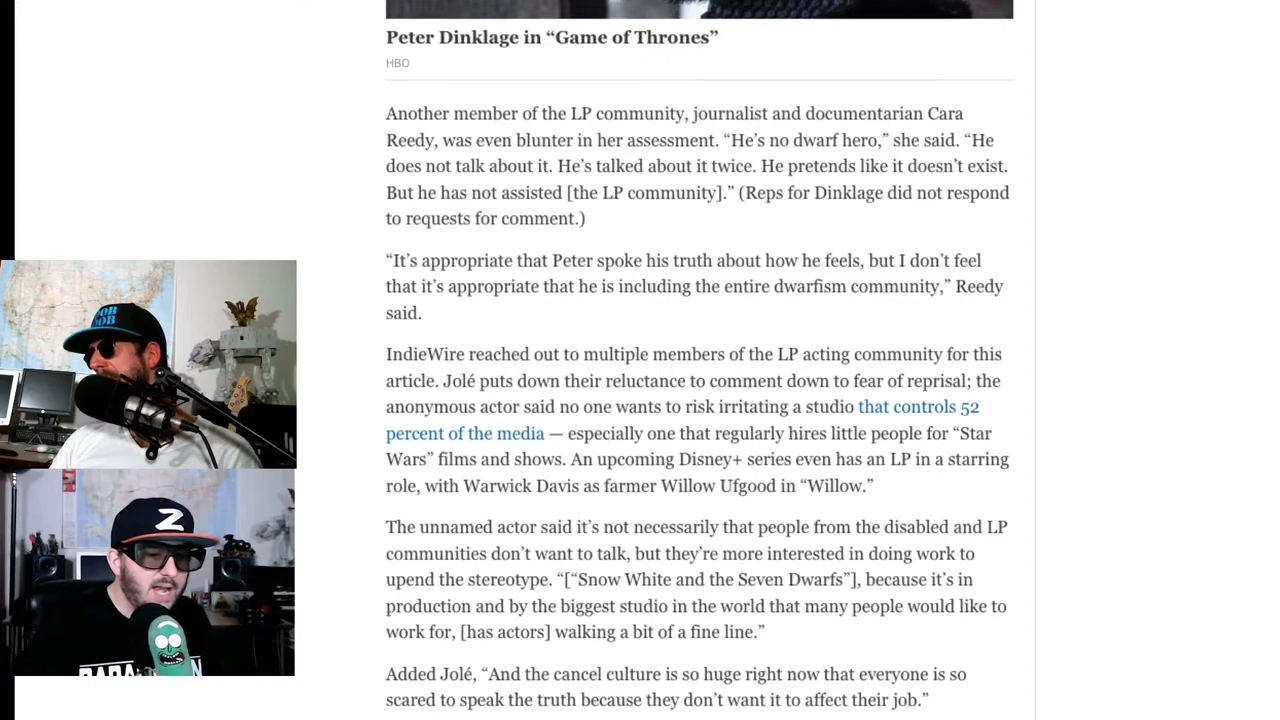 Peter Dinklage in “Game of Thrones”
HBO
Another member of the LP community, journalist and documentarian Cara
Reedy, was even blunter in her assessment. “He’s no dwarf hero,” she said. “He
does not talk about it. He’s talked about it twice. He pretends like it doesn’t exist.
But he has not assisted [the LP community].” (Reps for Dinklage did not respond
to requests for comment.)
“It’s appropriate that Peter spoke his truth about how he feels, but I don’t feel
that it’s appropriate that he is including the entire dwarfism community,” Reedy
said.
IndieWire reached out to multiple members of the LP acting community for this
article. Jolé puts down their reluctance to comment down to fear of reprisal; the
anonymous actor said no one wants to risk irritating a studio that controls 52
percent of the media — especially one that regularly hires little people for “Star
Wars” films and shows. An upcoming Disney+ series even has an LP in a starring
role, with Warwick Davis as farmer Willow Ufgood in “Willow.”
The unnamed actor said it’s not necessarily that people from the disabled and LP
communities don’t want to talk, but they’re more interested in doing work to
upend the stereotype. “[“Snow White and the Seven Dwarfs”], because it’s in
production and by the biggest studio in the world that many people would like to
work for, [has actors] walking a bit of a fine line.”
Added Jolé, “And the cancel culture is so huge right now that everyone is so
scared to speak the truth because they don’t want it to affect their job.”
Z